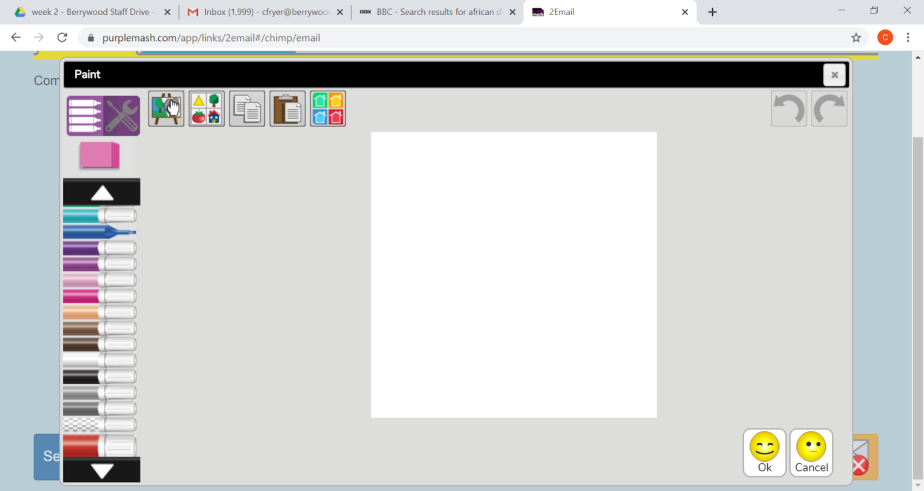 week 2 - Berrywood Staff Drive -
Inbox (1,999) - cfryer@berrywoo
BBC - Search results for african d
2Email
purplemash.com/app/links/2email#/chimp/email
C
Com
Paint
Se
Ok
Cancel